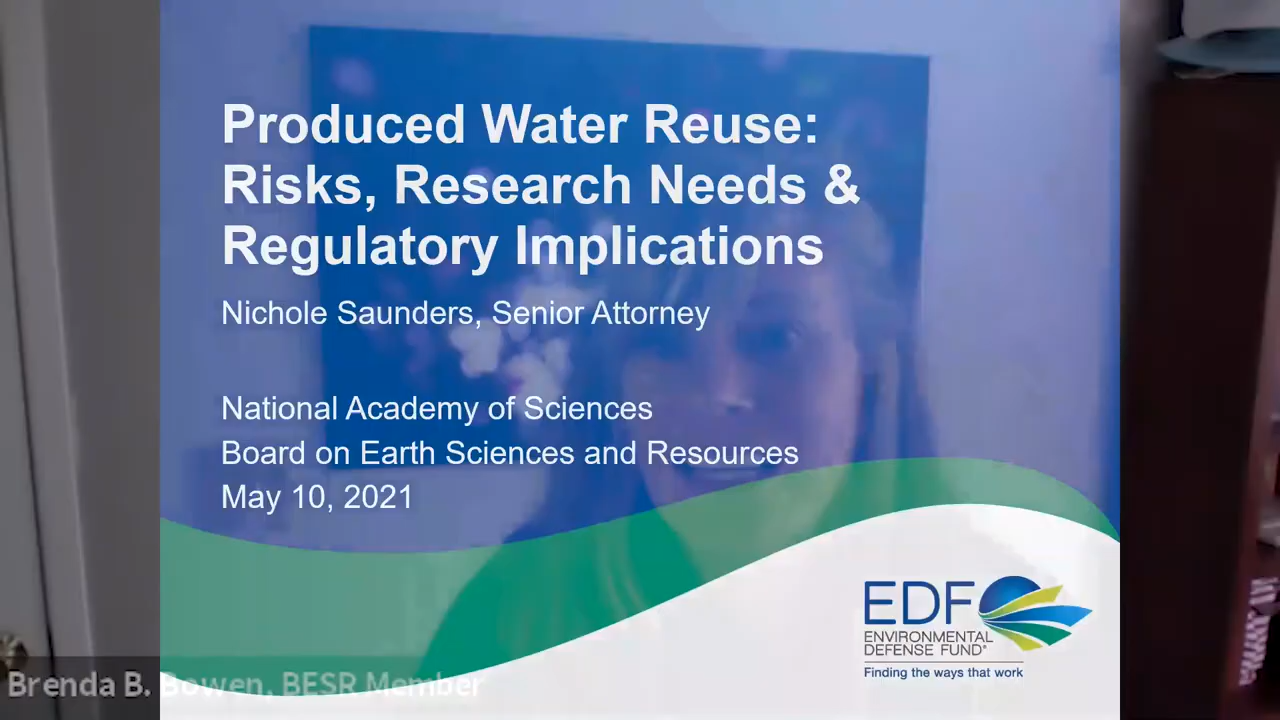 Produced Water Reuse:
Risks, Research Needs &
Regulatory Implications
Nichole Saunders, Senior Attorney
National Academy of Sciences
Board on Earth Sciences and Resources
May 10, 2021
EDF
ENVIRONMENTAL
DEFENSE FUND®
Finding the ways that work
Brenda B. Bowen, BESR Member